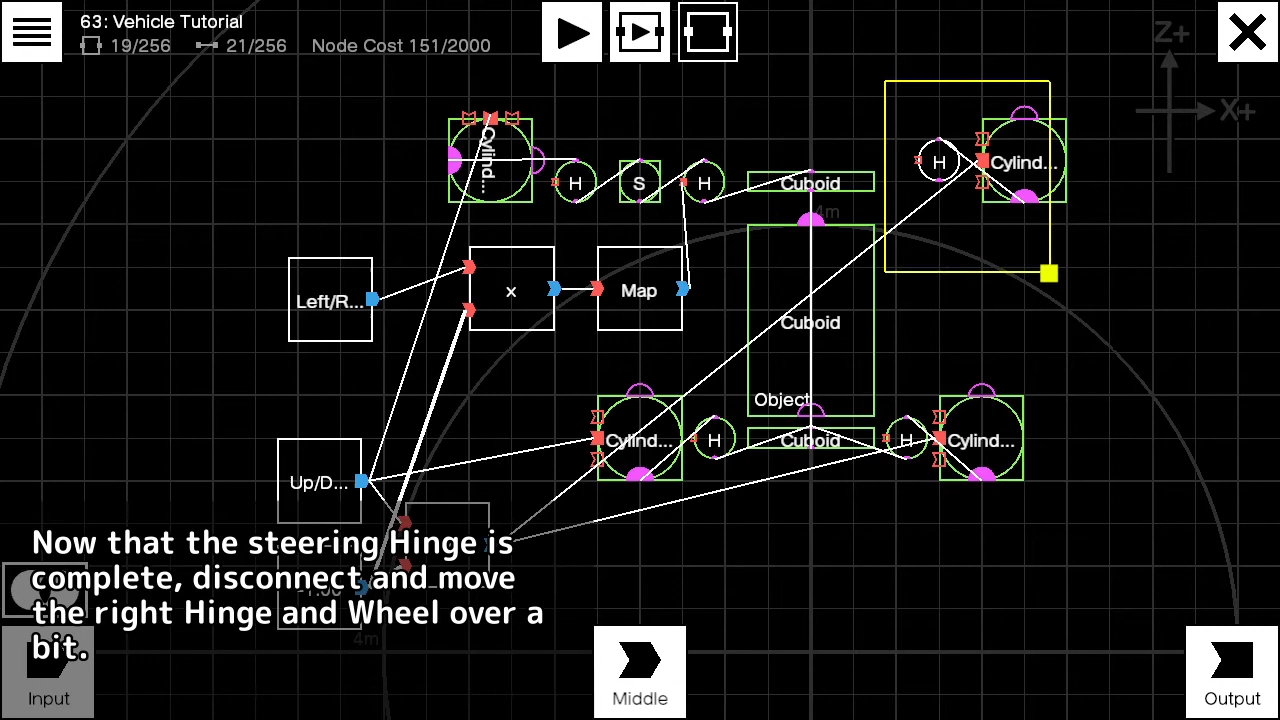 63: Vehicle Tutorial
19/256 21/256 Node Cost 151/2000
Z+
X+
Cylind...
H
S
H
Cuboid
H
Cylind...
4m
Left/R...
x
Map
Cuboid
Object
Up/D...
Cylind...
H
Cuboid
H
Cylind...
Now that the steering Hinge is
complete, disconnect and move
the right Hinge and Wheel over a
bit.
4m
Input
Middle
Output